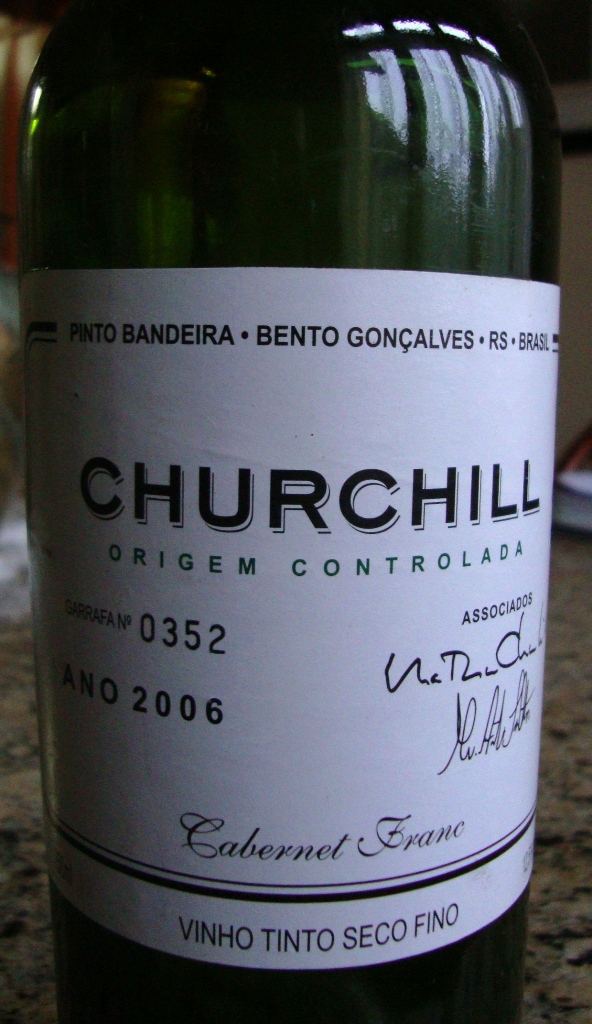 PINTO BANDEIRA • BENTO GONÇALVES • RS • BRASIL
CHURCHILL
ORIGEM CONTROLADA
GARRAFA Nº 0352
ANO 2006
ASSOCIADOS
Cabernet Franc
VINHO TINTO SECO FINO